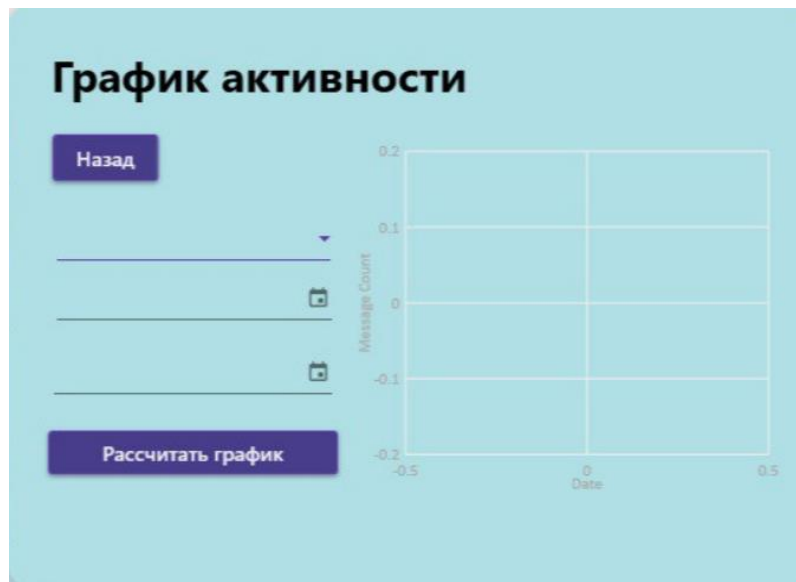 График активности
Назад
Рассчитать график
0.2
0.1
0
-0.1
-0.2
Message Count
-0.5
0
0.5
Date